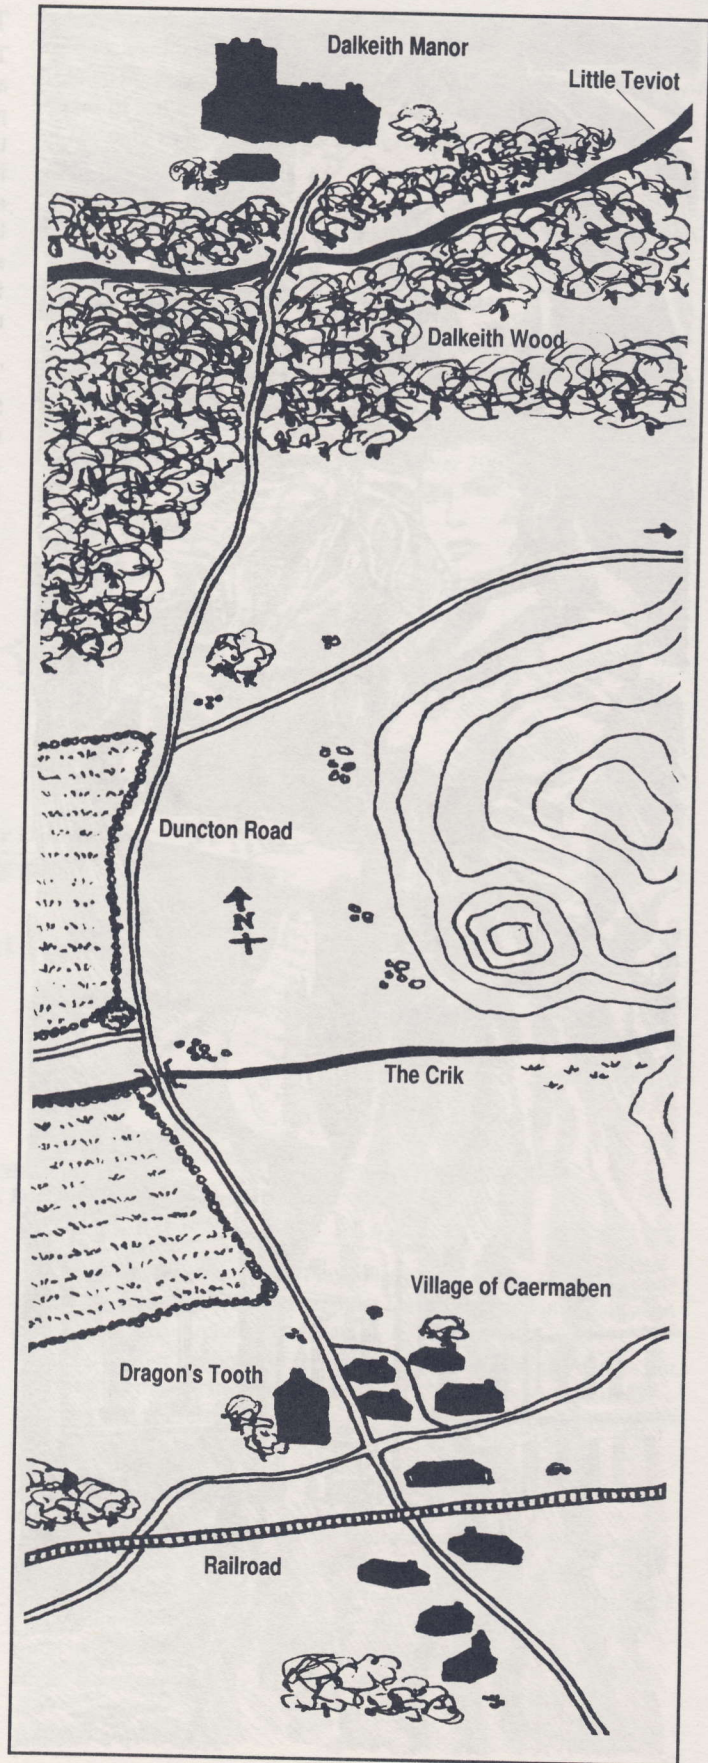 Dalkeith Manor
Little Teviot
Dalkeith Wood
Duncton Road
N
The Crik
Village of Caermaben
Dragon's Tooth
Railroad